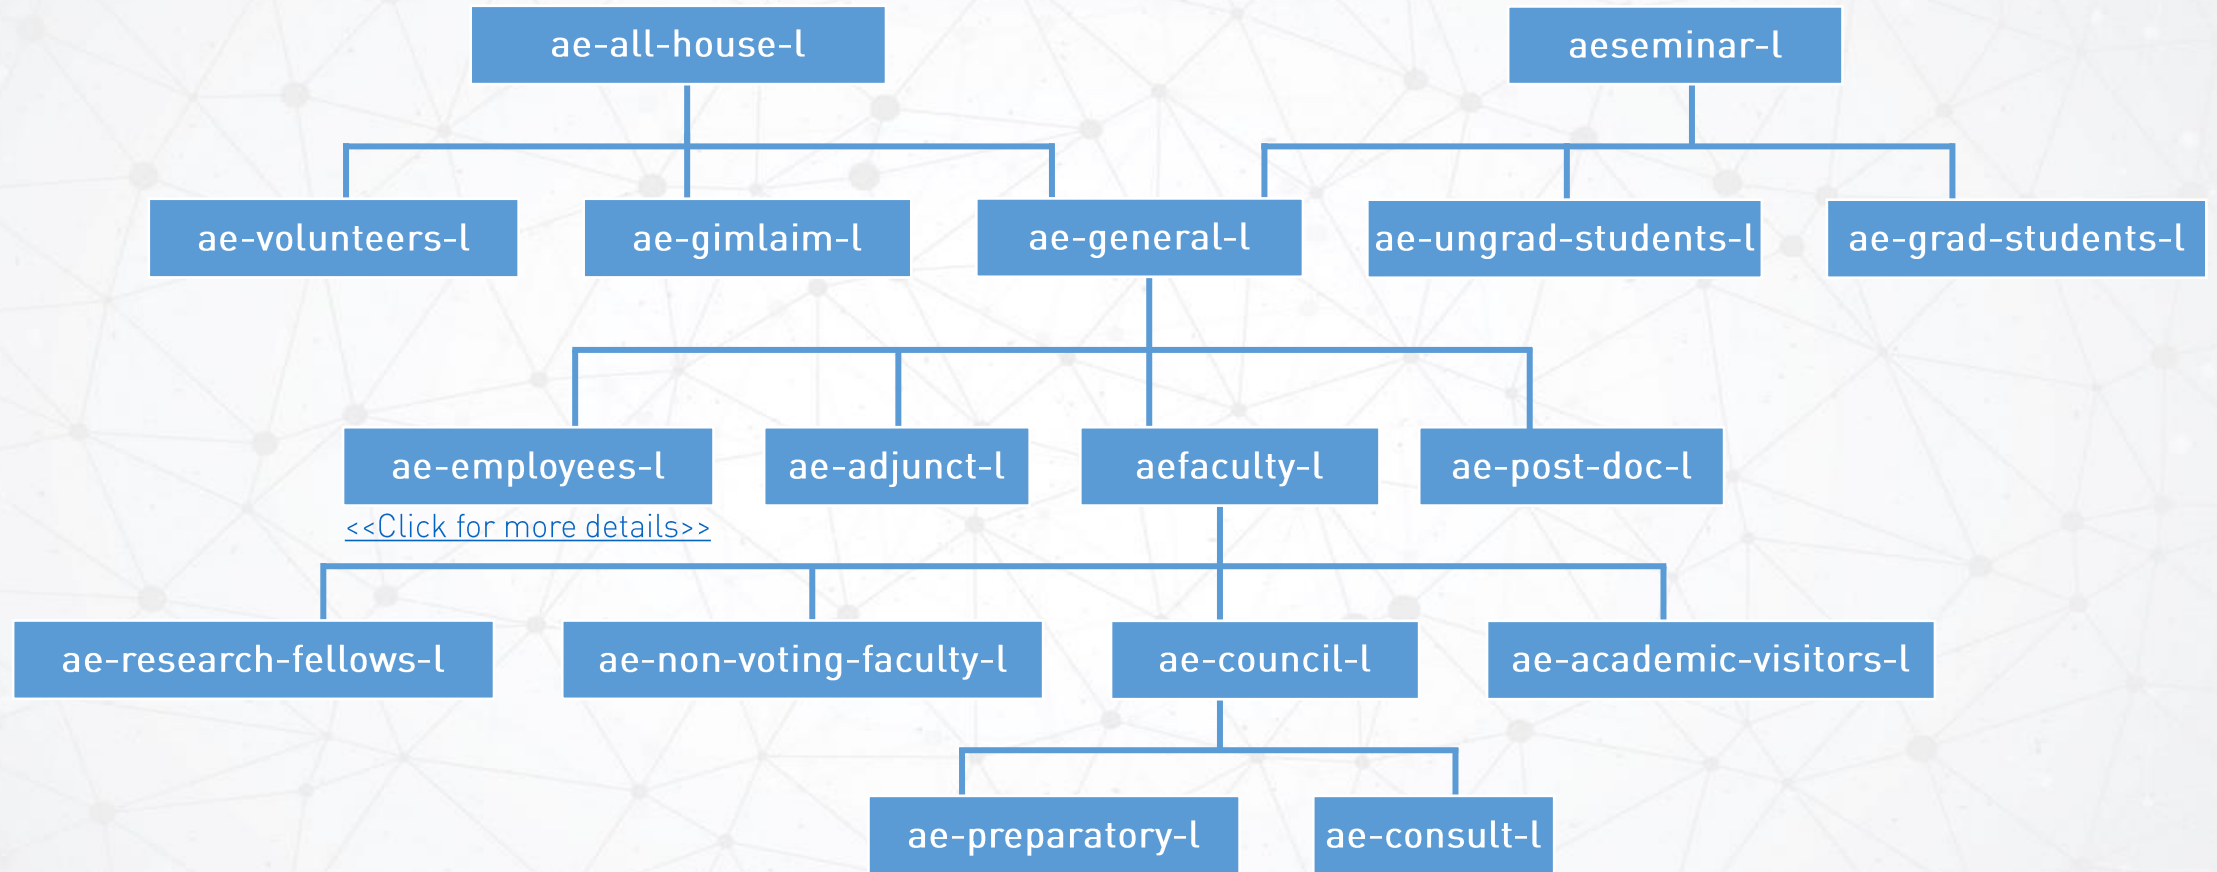 ae-all-house-l
aeseminar-l
ae-volunteers-l
ae-gimlaim-l
ae-general-l
ae-ungrad-students-l
ae-grad-students-l
ae-employees-l
ae-adjunct-l
aefaculty-l
ae-post-doc-l
<<Click for more details>>
ae-research-fellows-l
ae-non-voting-faculty-l
ae-council-l
ae-academic-visitors-l
ae-preparatory-l
ae-consult-l